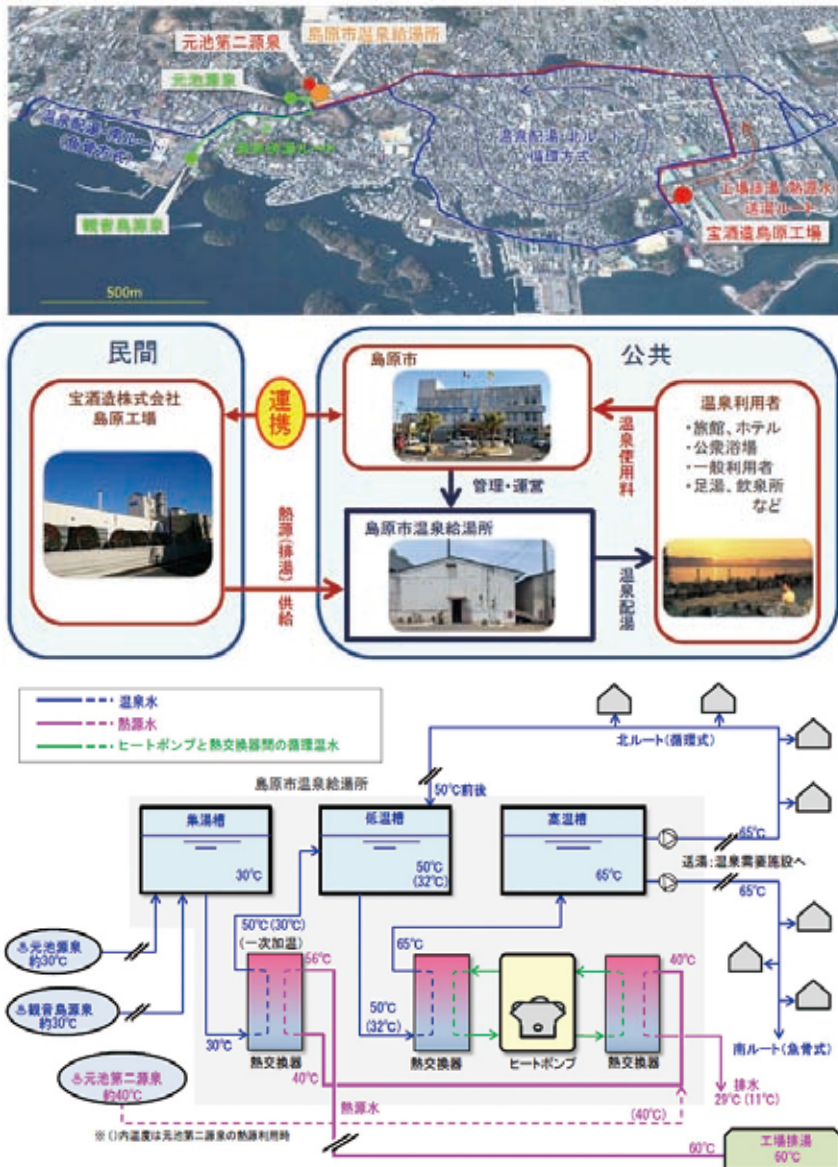 元池第二源泉
島原市温泉給湯所
元池源泉
温泉配湯・南ルート
(魚骨方式)
温泉配湯・北ルート
循環方式
観音島源泉
工場排湯・熱源水
送湯ルート
宝酒造島原工場
500m
民間
公共
宝酒造株式会社
島原工場
連携
島原市
温泉利用者
・旅館、ホテル
・公衆浴場
・一般利用者
・足湯、飲泉所
など
温泉使用料
管理・運営
島原市温泉給湯所
熱源(排湯) 供給
温泉配湯
温泉水
熱源水
ヒートポンプと熱交換器間の循環温水
島原市温泉給湯所
北ルート(循環式)
50℃前後
集湯槽
30℃
低温槽
50℃
(32℃)
高温槽
65℃
65℃
送湯:温泉需要施設へ
65℃
50℃(30℃)
(一次加温)
56℃
65℃
40℃
♨元池源泉
約30℃
♨観音島源泉
約30℃
30℃
50℃
(32℃)
熱交換器
熱交換器
ヒートポンプ
熱交換器
南ルート(魚骨式)
40℃
♨元池第二源泉
約40℃
熱源水
(40℃)
排水
29℃(11℃)
※()内温度は元池第二源泉の熱源利用時
60℃
工場排湯
60℃